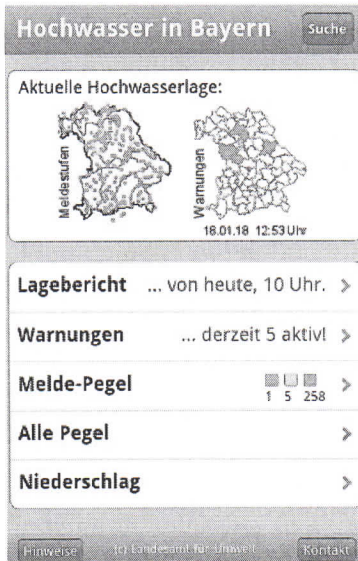 Hochwasser in Bayern Suche
Aktuelle Hochwasserlage:
Meldestufen
Warnungen
18.01.18 12:53 Uhr
Lagebericht ... von heute, 10 Uhr. >
Warnungen ... derzeit 5 aktiv! >
Melde-Pegel 1 5 258 >
Alle Pegel >
Niederschlag >
Hinweise (c) Landesamt für Umwelt Kontakt